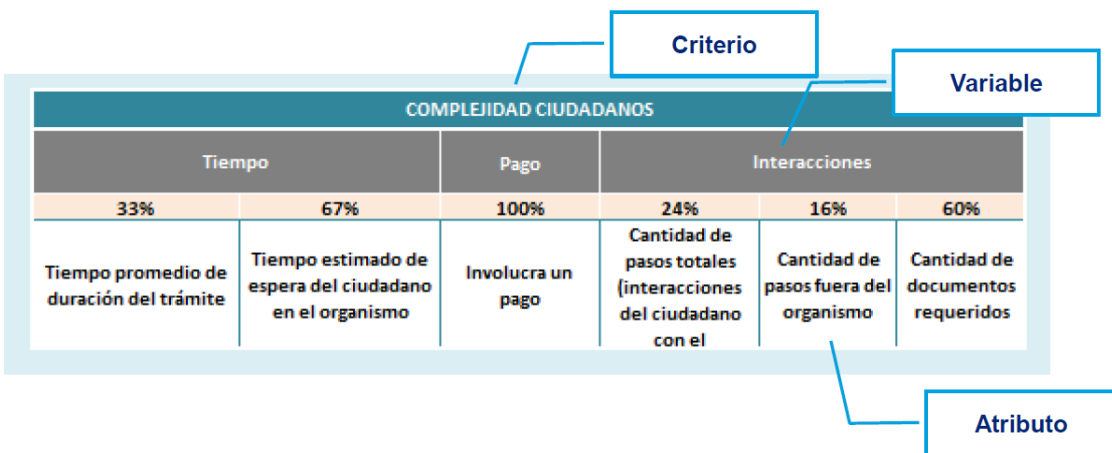 Criterio
Variable
COMPLEJIDAD CIUDADANOS
Tiempo
Pago
Interacciones
33%
67%
100%
24%
16%
60%
Tiempo promedio de
duración del trámite
Tiempo estimado de
espera del ciudadano
en el organismo
Involucra un
pago
Cantidad de
pasos totales
(interacciones
del ciudadano
con el
Cantidad de
pasos fuera del
organismo
Cantidad de
documentos
requeridos
Atributo